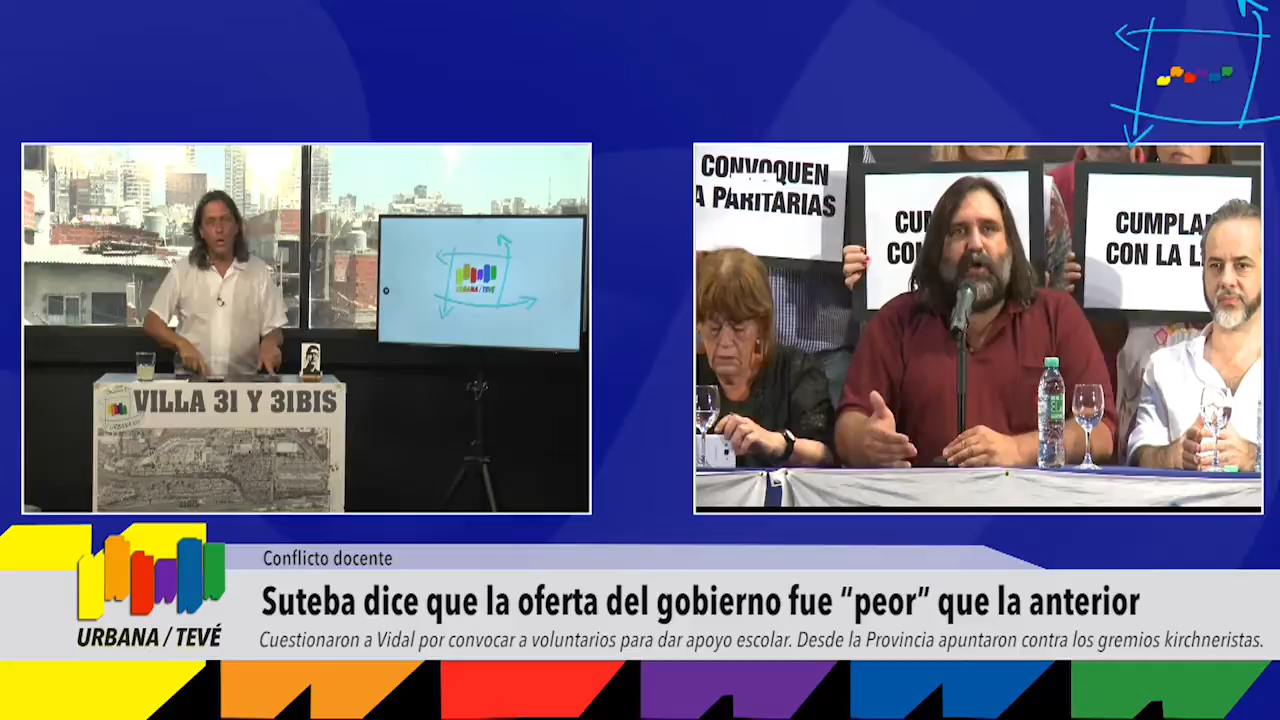 CONVOQUEN
A PARITARIAS
CUMPLA
CON LA L
URBANA / TEVÉ
VILLA 31 Y 31BIS
URBANA
Conflicto docente
Suteba dice que la oferta del gobierno fue “peor” que la anterior
Cuestionaron a Vidal por convocar a voluntarios para dar apoyo escolar. Desde la Provincia apuntaron contra los gremios kirchneristas.
URBANA / TEVÉ